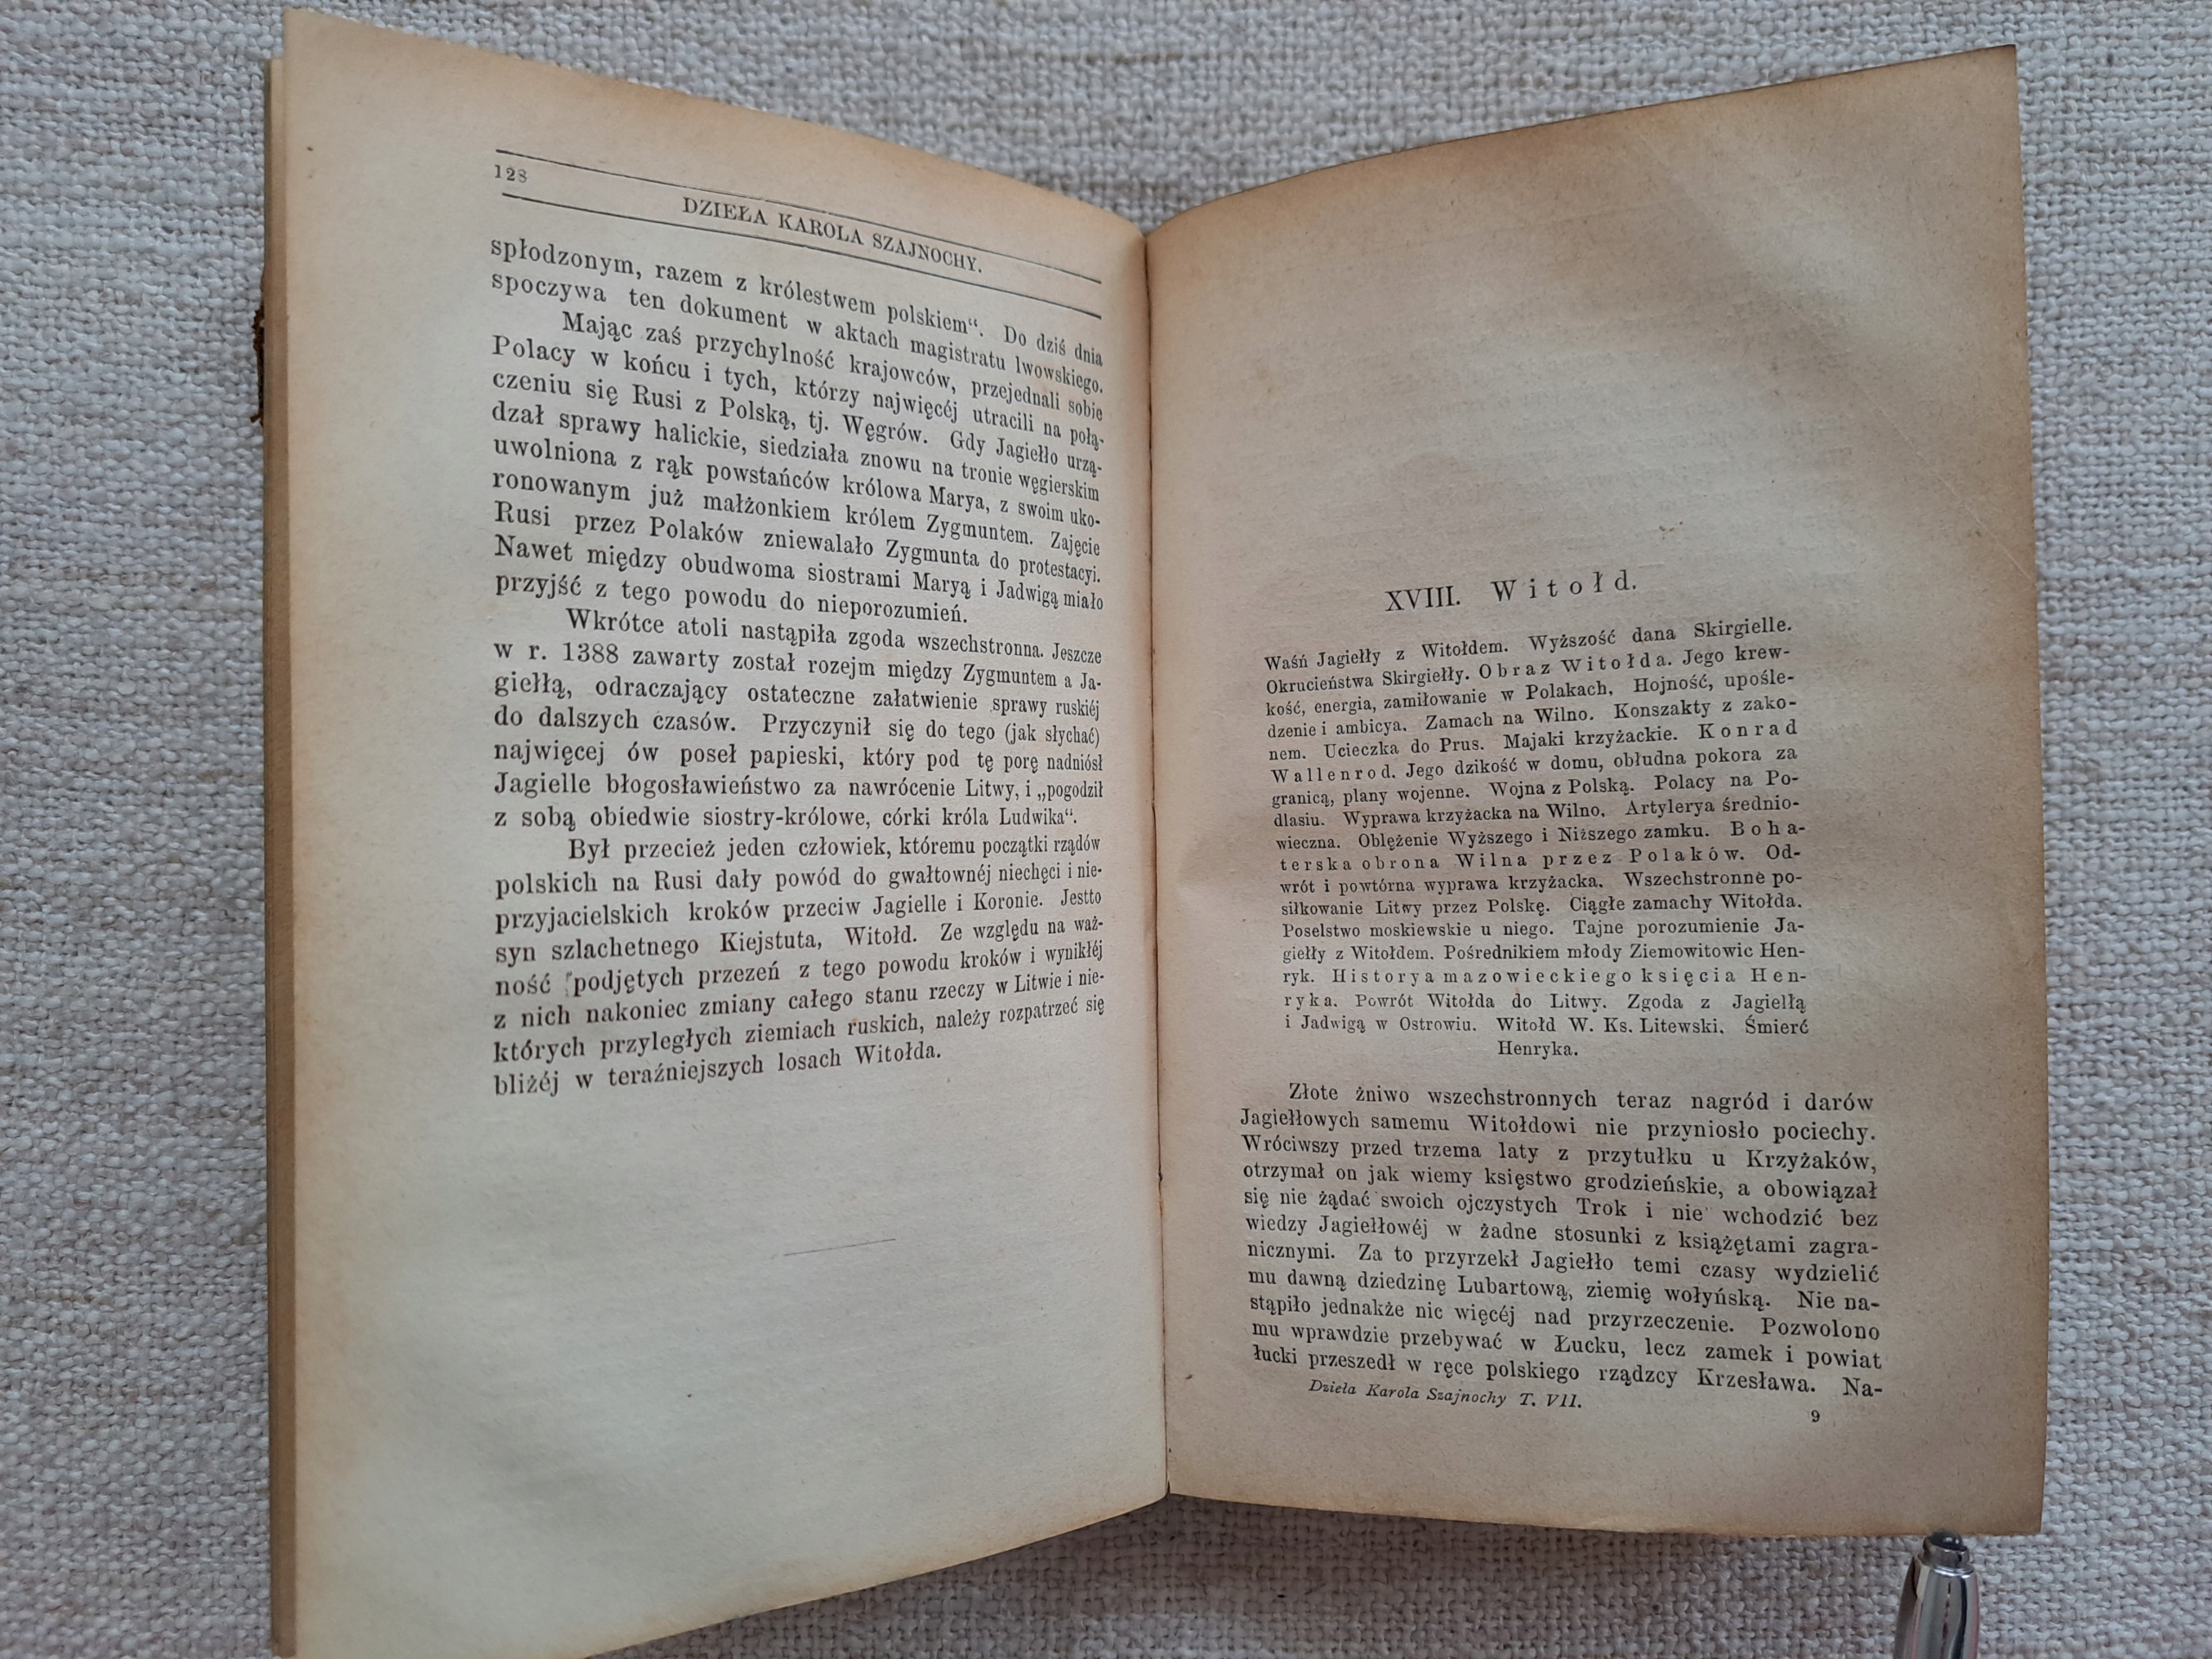 128
DZIEŁA KAROLA SZAJNOCHY.
spłodzonym, razem z królestwem polskiem“. Do dziś dnia
spoczywa ten dokument w aktach magistratu lwowskiego.
Mając zaś przychylność krajowców, przejednali sobie
Polacy w końcu i tych, którzy najwięcéj utracili na połą-
czeniu się Rusi z Polską, tj. Węgrów. Gdy Jagiełło urzą-
dzał sprawy halickie, siedziała znowu na tronie węgierskim
uwolniona z rąk powstańców królowa Marya, z swoim uko-
ronowanym już małżonkiem królem Zygmuntem. Zajęcie
Rusi przez Polaków zniewalało Zygmunta do protestacyi.
Nawet między obudwoma siostrami Maryą i Jadwigą miało
przyjść z tego powodu do nieporozumień.
Wkrótce atoli nastąpiła zgoda wszechstronna. Jeszcze
w r. 1388 zawarty został rozejm między Zygmuntem a Ja-
giełłą, odraczający ostateczne załatwienie sprawy ruskiéj
do dalszych czasów. Przyczynił się do tego (jak słychać)
najwięcej ów poseł papieski, który pod tę porę nadniósł
Jagielle błogosławieństwo za nawrócenie Litwy, i „pogodził
z sobą obiedwie siostry-królowe, córki króla Ludwika“.
Był przecież jeden człowiek, któremu początki rządów
polskich na Rusi dały powód do gwałtownéj niechęci i nie-
przyjacielskich kroków przeciw Jagielle i Koronie. Jestto
syn szlachetnego Kiejstuta, Witołd. Ze względu na waż-
ność podjętych przezeń z tego powodu kroków i wynikłéj
z nich nakoniec zmiany całego stanu rzeczy w Litwie i nie-
których przyległych ziemiach ruskich, należy rozpatrzeć się
bliżéj w teraźniejszych losach Witołda.
XVIII. Witołd.
Waśń Jagiełły z Witołdem. Wyższość dana Skirgielle.
Okrucieństwa Skirgiełły. Obraz Witołda. Jego krew-
kość, energia, zamiłowanie w Polakach. Hojność, upośle-
dzenie i ambicya. Zamach na Wilno. Konszakty z zako-
nem. Ucieczka do Prus. Majaki krzyżackie. Konrad
Wallenrod. Jego dzikość w domu, obłudna pokora za
granicą, plany wojenne. Wojna z Polską. Polacy na Po-
dlasiu. Wyprawa krzyżacka na Wilno. Artylerya średnio-
wieczna. Oblężenie Wyższego i Niższego zamku. Boha-
terska obrona Wilna przez Polaków. Od-
wrót i powtórna wyprawa krzyżacka. Wszechstronne po-
siłkowanie Litwy przez Polskę. Ciągłe zamachy Witołda.
Poselstwo moskiewskie u niego. Tajne porozumienie Ja-
giełły z Witołdem. Pośrednikiem młody Ziemowitowic Hen-
ryk. Historya mazowieckiego księcia Hen-
ryka. Powrót Witołda do Litwy. Zgoda z Jagiełłą
i Jadwigą w Ostrowiu. Witołd W. Ks. Litewski. Śmierć
Henryka.
Złote żniwo wszechstronnych teraz nagród i darów
Jagiełłowych samemu Witołdowi nie przyniosło pociechy.
Wróciwszy przed trzema laty z przytułku u Krzyżaków,
otrzymał on jak wiemy księstwo grodzieńskie, a obowiązał
się nie żądać swoich ojczystych Trok i nie wchodzić bez
wiedzy Jagiełłowéj w żadne stosunki z książętami zagra-
nicznymi. Za to przyrzekł Jagiełło temi czasy wydzielić
mu dawną dziedzinę Lubartową, ziemię wołyńską. Nie na-
stąpiło jednakże nic więcéj nad przyrzeczenie. Pozwolono
mu wprawdzie przebywać w Łucku, lecz zamek i powiat
łucki przeszedł w ręce polskiego rządzcy Krzesława. Na-
Dzieła Karola Szajnochy T. VII.
9